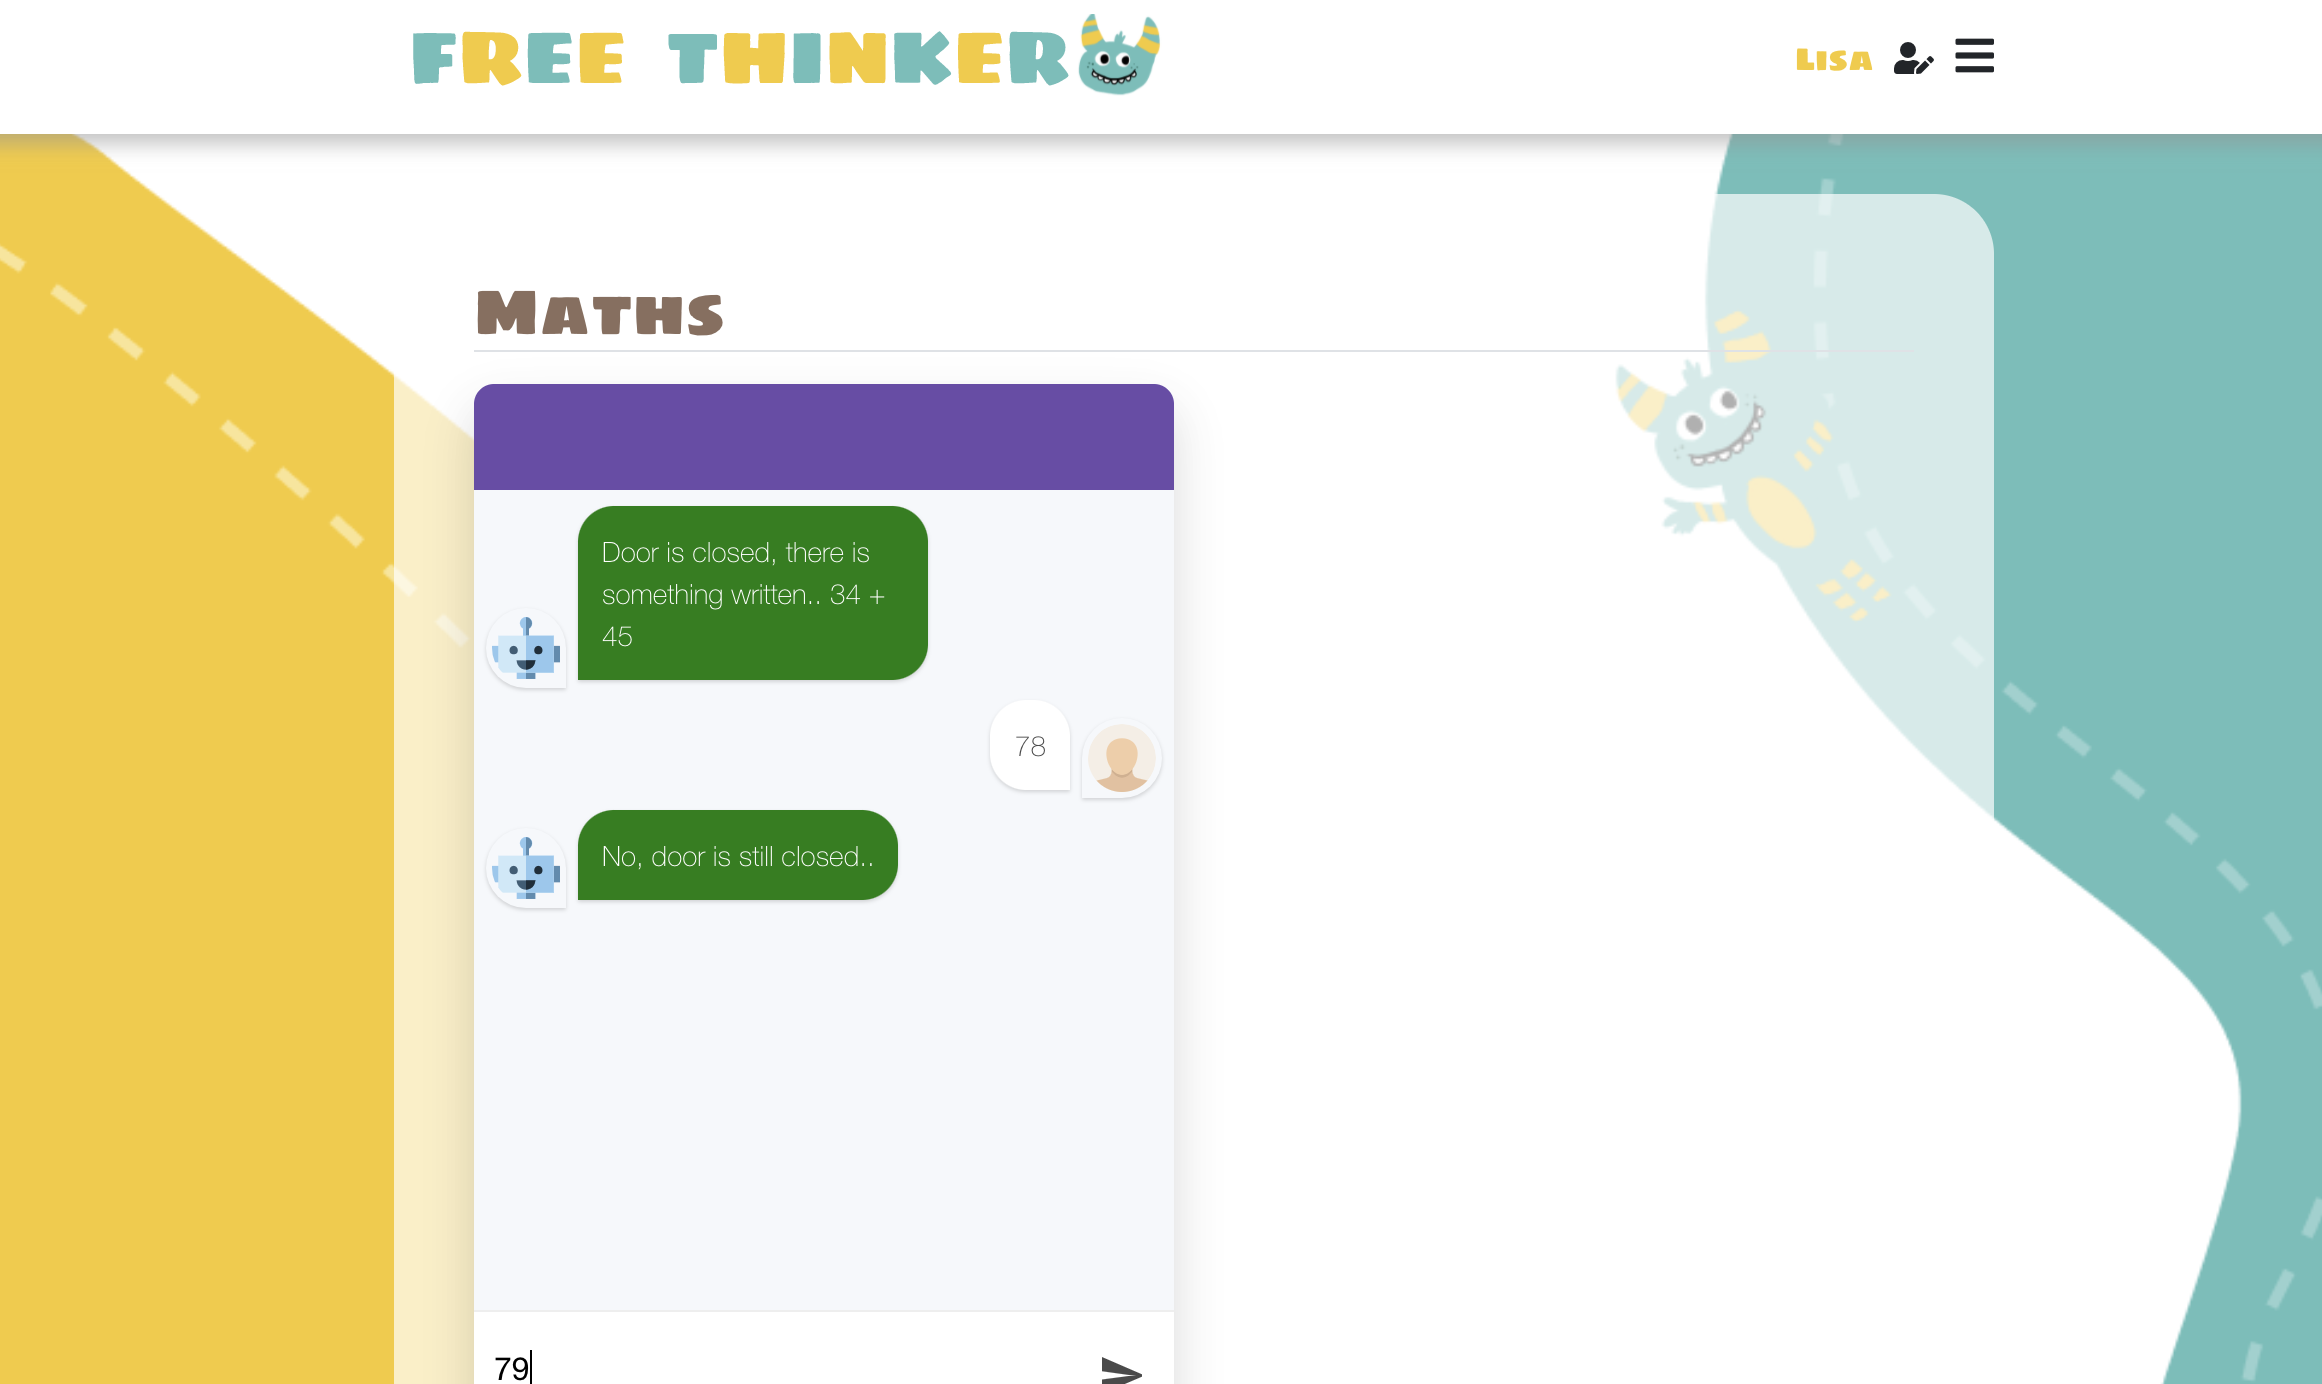 FREE THINKER
LISA
MATHS
Door is closed, there is
something written.. 34 +
45
78
No, door is still closed..
79